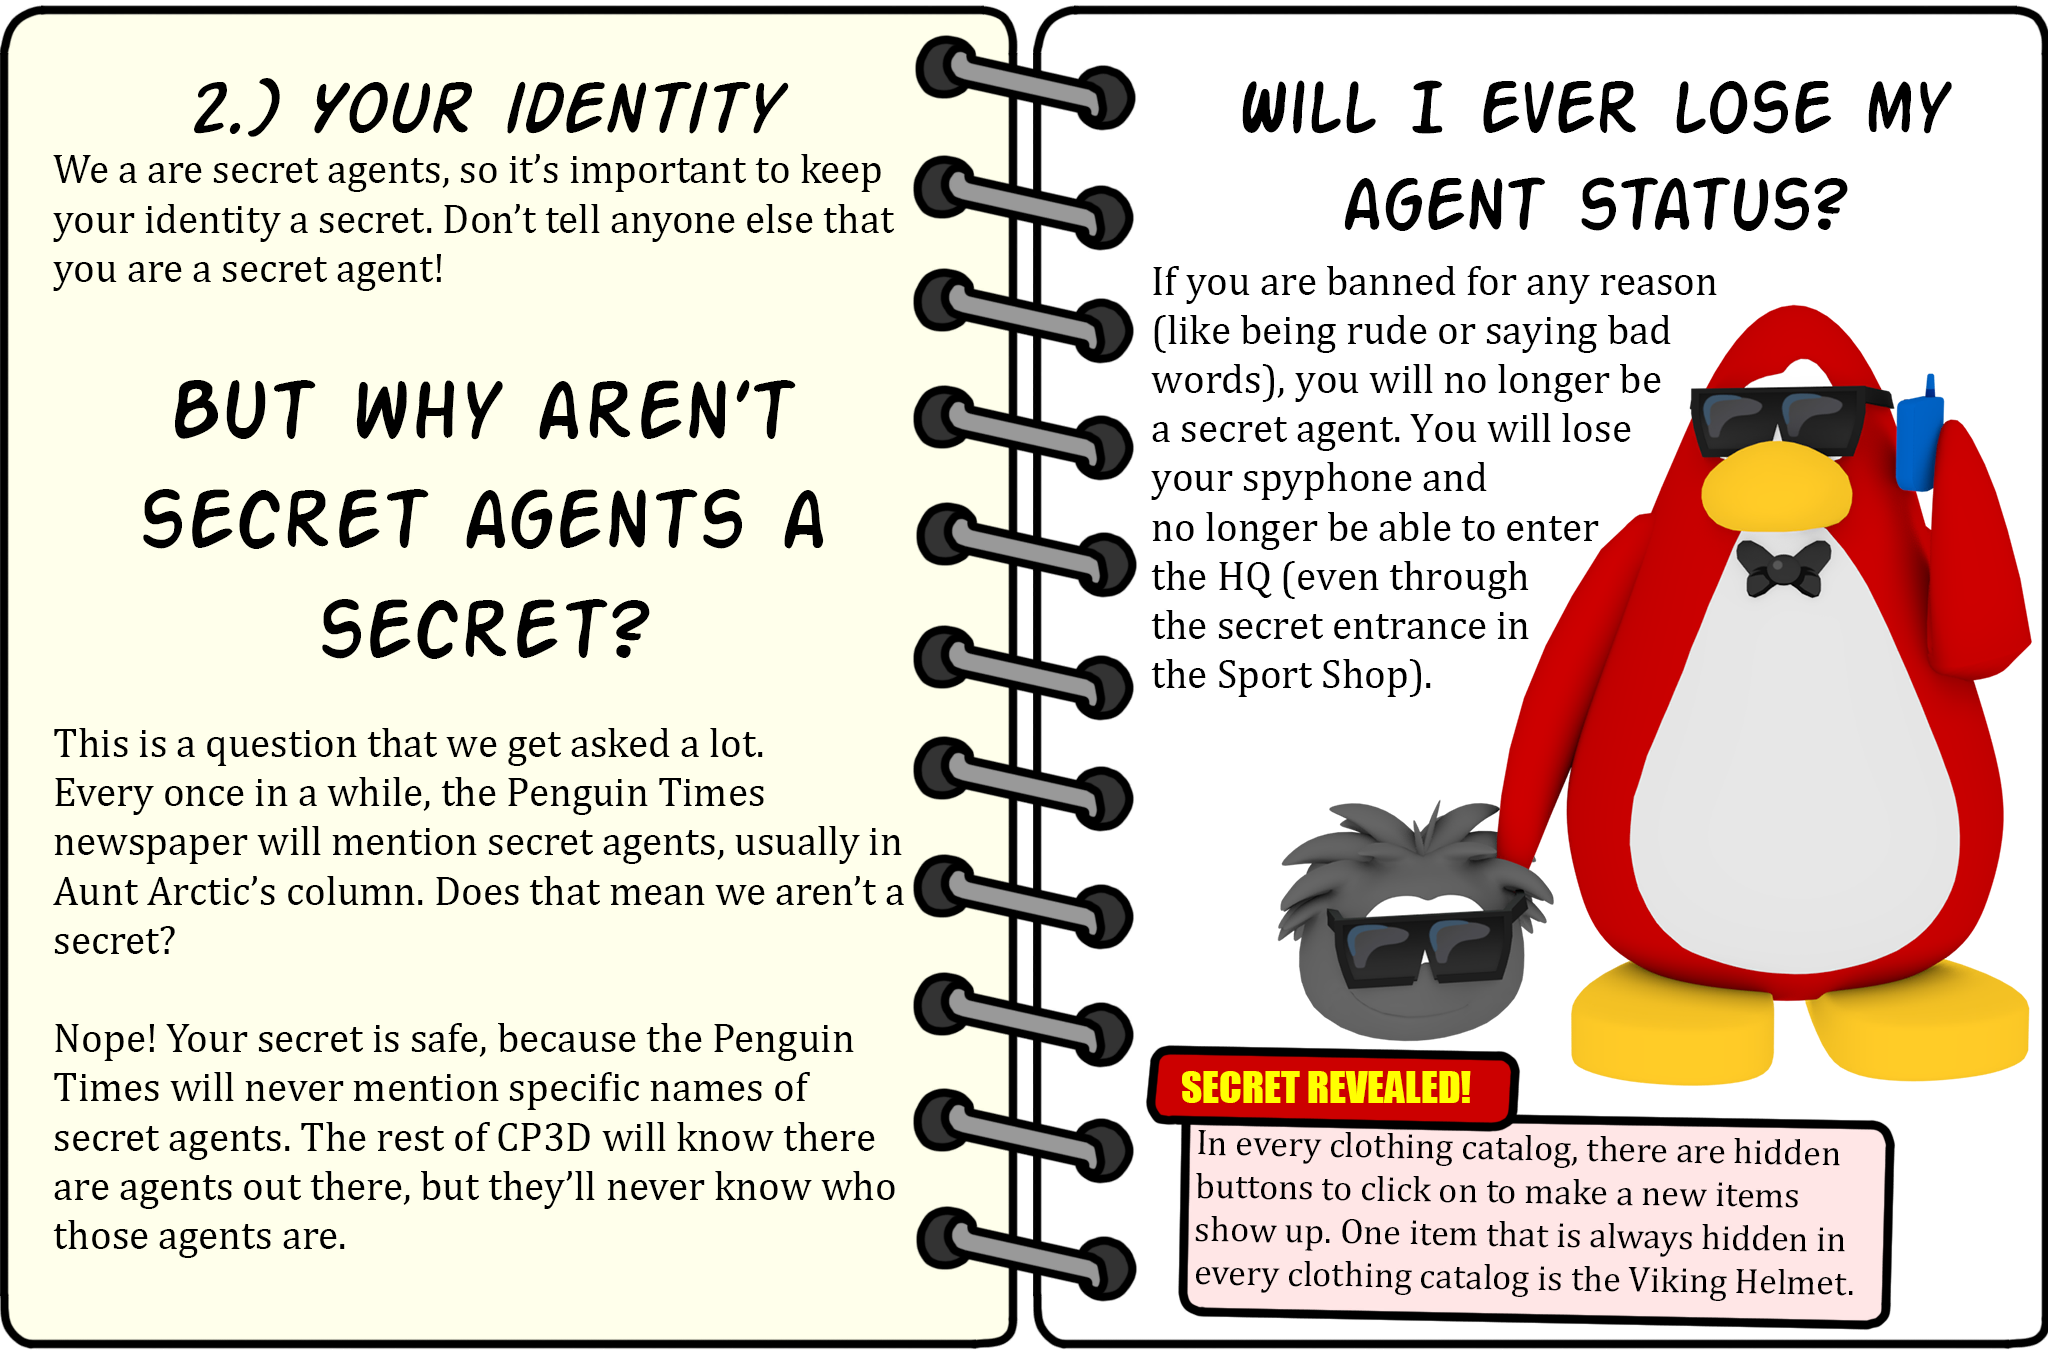 2.) YOUR IDENTITY
We a are secret agents, so it’s important to keep
your identity a secret. Don’t tell anyone else that
you are a secret agent!
BUT WHY AREN’T
SECRET AGENTS A
SECRET?
This is a question that we get asked a lot.
Every once in a while, the Penguin Times
newspaper will mention secret agents, usually in
Aunt Arctic’s column. Does that mean we aren’t a
secret?
Nope! Your secret is safe, because the Penguin
Times will never mention specific names of
secret agents. The rest of CP3D will know there
are agents out there, but they’ll never know who
those agents are.
WILL I EVER LOSE MY
AGENT STATUS?
If you are banned for any reason
(like being rude or saying bad
words), you will no longer be
a secret agent. You will lose
your spyphone and
no longer be able to enter
the HQ (even through
the secret entrance in
the Sport Shop).
SECRET REVEALED!
In every clothing catalog, there are hidden
buttons to click on to make a new items
show up. One item that is always hidden in
every clothing catalog is the Viking Helmet.